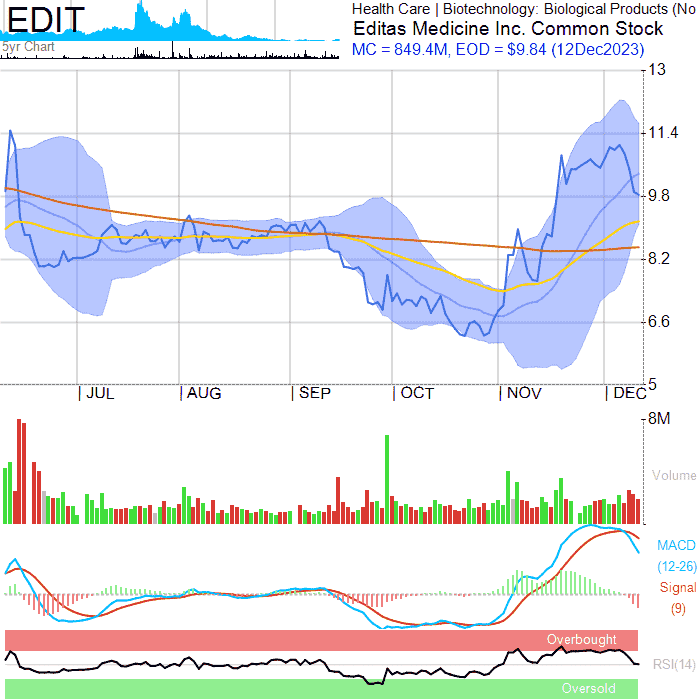 EDIT
5yr Chart
Health Care | Biotechnology: Biological Products (No
Editas Medicine Inc. Common Stock
MC = 849.4M, EOD = $9.84 (12Dec2023)
13
11.4
9.8
8.2
6.6
5
| JUL | AUG | SEP | OCT | NOV | DEC
8M
Volume
MACD
(12-26)
Signal
(9)
Overbought
RSI(14)
Oversold